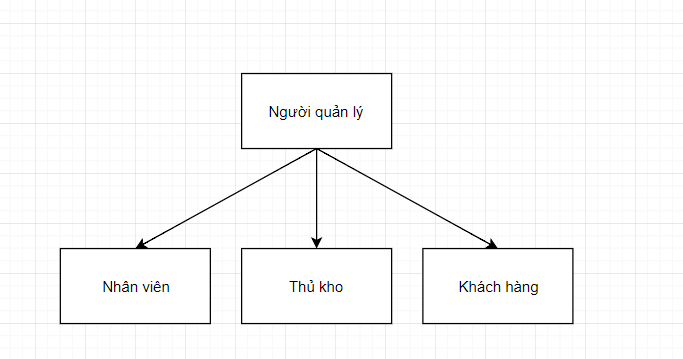 Người quản lý
Nhân viên
Thủ kho
Khách hàng